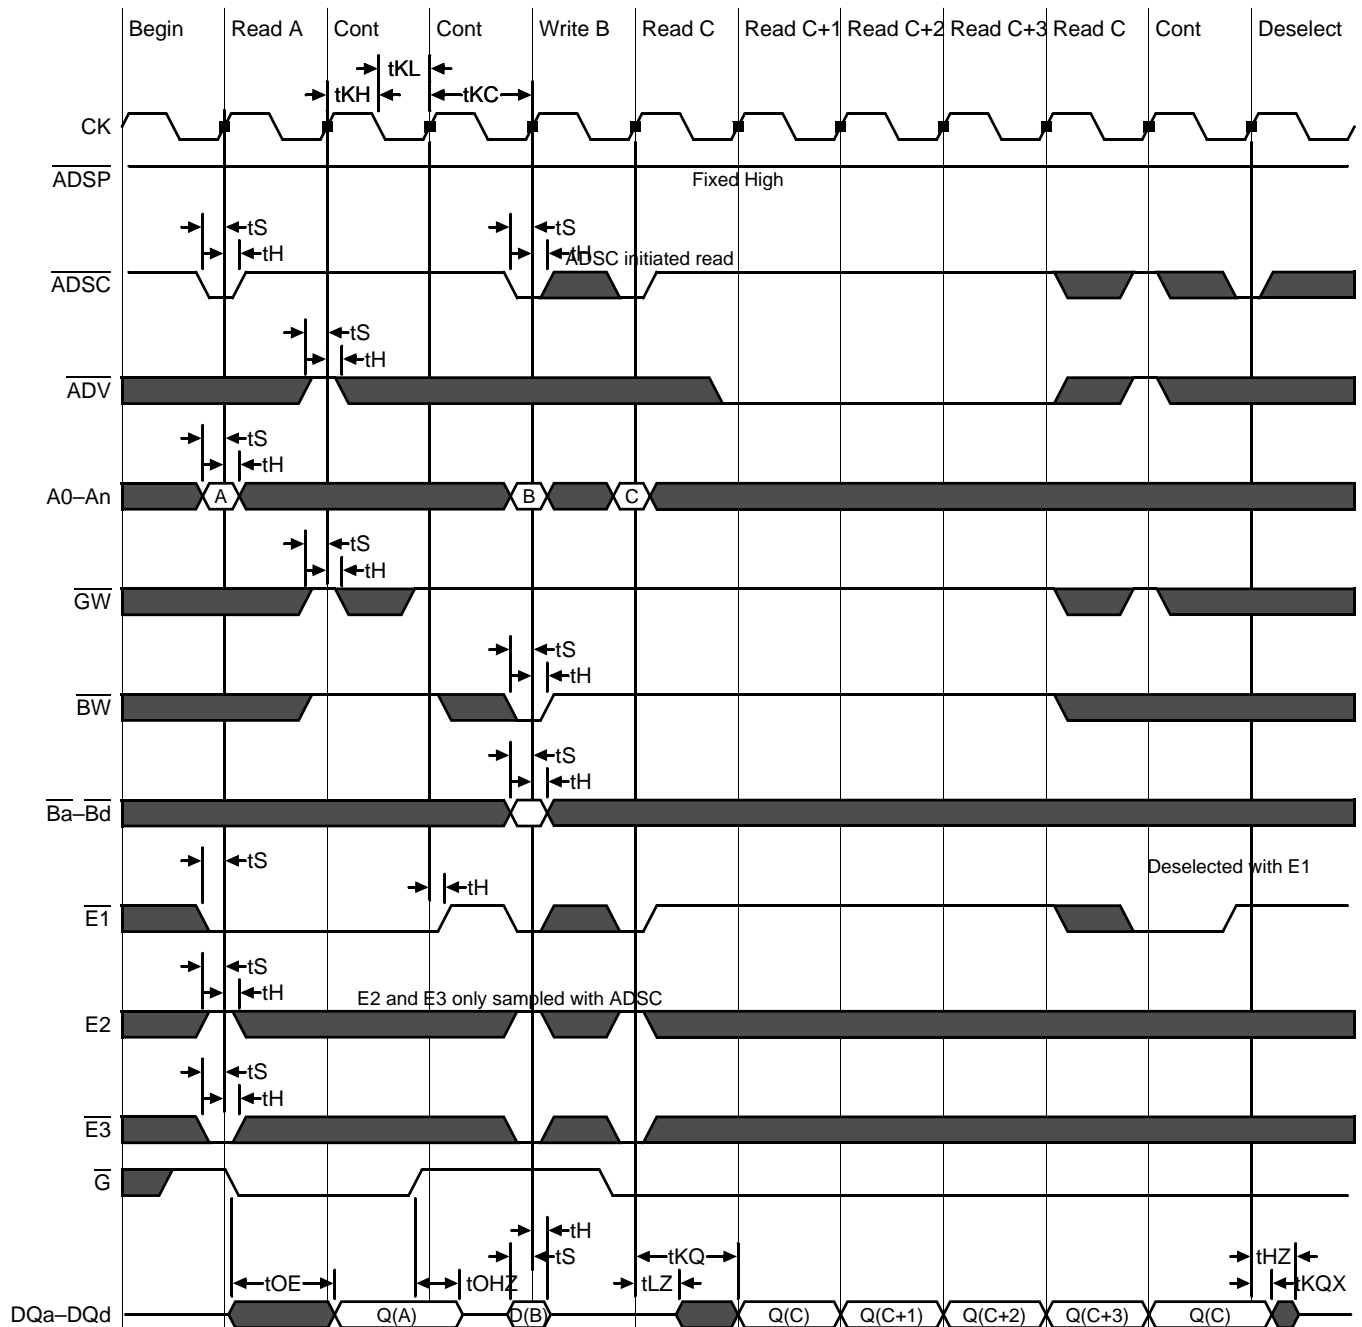 Begin Read A Cont Cont Write B Read C Read C+1 Read C+2 Read C+3 Read C Cont Deselect
tKL
tKH tKC
CK
ADSP
Fixed High
tS tS
tH tH
ADSC initiated read
ADSC
tS
tH
ADV
tS
tH
A0–An A B C
tS
tH
GW
tS
tH
BW
tS
tH
Ba–Bd
tS Deselected with E1
tH
E1
tS
tH
E2 and E3 only sampled with ADSC
E2
tS
tH
E3
G
tH
tS tKQ tHZ
tOE tOHZ tLZ tKQX
DQa–DQd Q(A) D(B) Q(C) Q(C+1) Q(C+2) Q(C+3) Q(C)